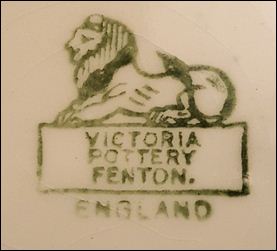 VICTORIA
POTTERY
FENTON.
ENGLAND